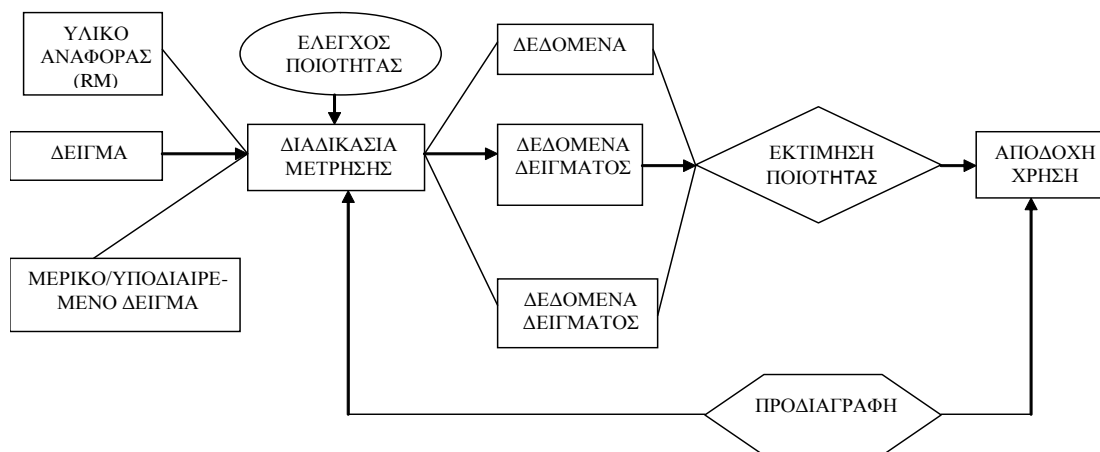 ΥΛΙΚΟ
ΑΝΑΦΟΡΑΣ
(RM)
ΕΛΕΓΧΟΣ
ΠΟΙΟΤΗΤΑΣ
ΔΕΔΟΜΕΝΑ
ΔΕΙΓΜΑ
ΔΙΑΔΙΚΑΣΙΑ
ΜΕΤΡΗΣΗΣ
ΔΕΔΟΜΕΝΑ
ΔΕΙΓΜΑΤΟΣ
ΕΚΤΙΜΗΣΗ
ΠΟΙΟΤΗΤΑΣ
ΑΠΟΔΟΧΗ
ΧΡΗΣΗ
ΜΕΡΙΚΟ/ΥΠΟΔΙΑΙΡΕ-
ΜΕΝΟ ΔΕΙΓΜΑ
ΔΕΔΟΜΕΝΑ
ΔΕΙΓΜΑΤΟΣ
ΠΡΟΔΙΑΓΡΑΦΗ